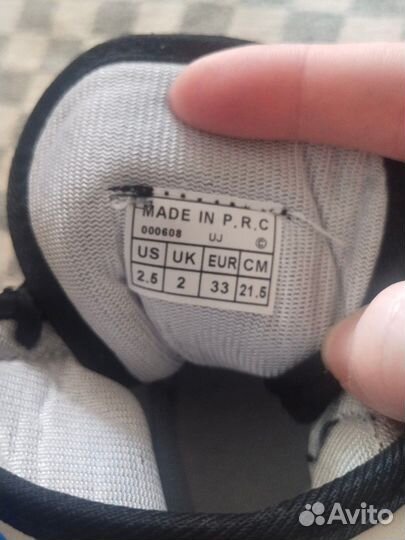 MADE IN P.R.C
000608 UJ ©
US UK EUR CM
2.5 2 33 21.5
Avito